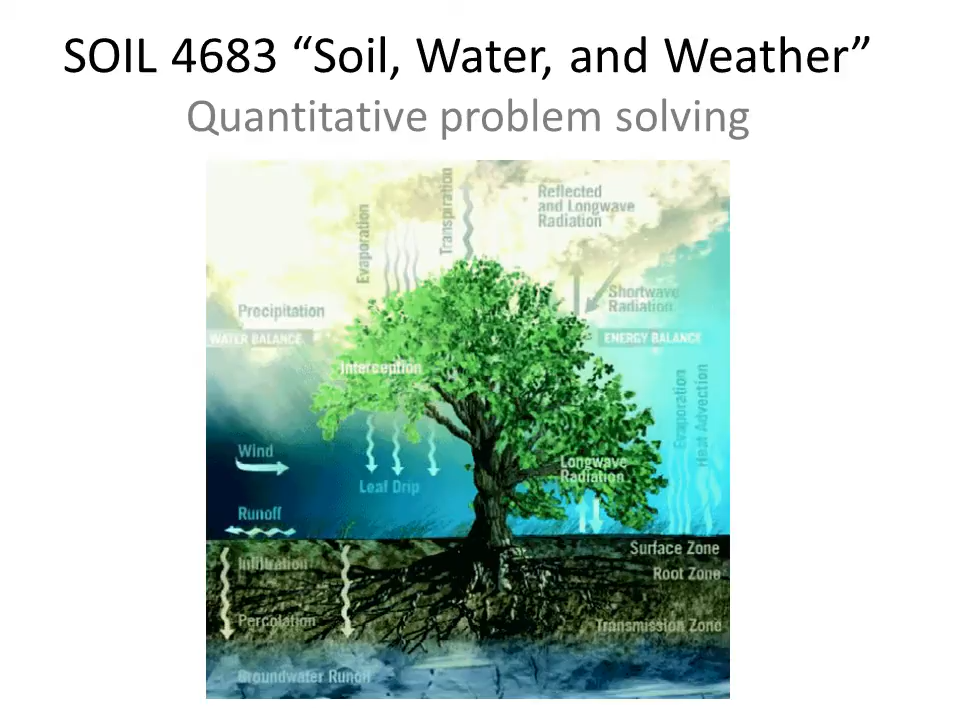 SOIL 4683 “Soil, Water, and Weather”
Quantitative problem solving
Evaporation
Transpiration
Reflected
and Longwave
Radiation
Shortwave
Radiation
Precipitation
WATER BALANCE
ENERGY BALANCE
Interception
Evaporation
Heat Advection
Wind
Longwave
Radiation
Leaf Drip
Runoff
Surface Zone
Infiltration
Root Zone
Percolation
Transmission Zone
Groundwater Runoff